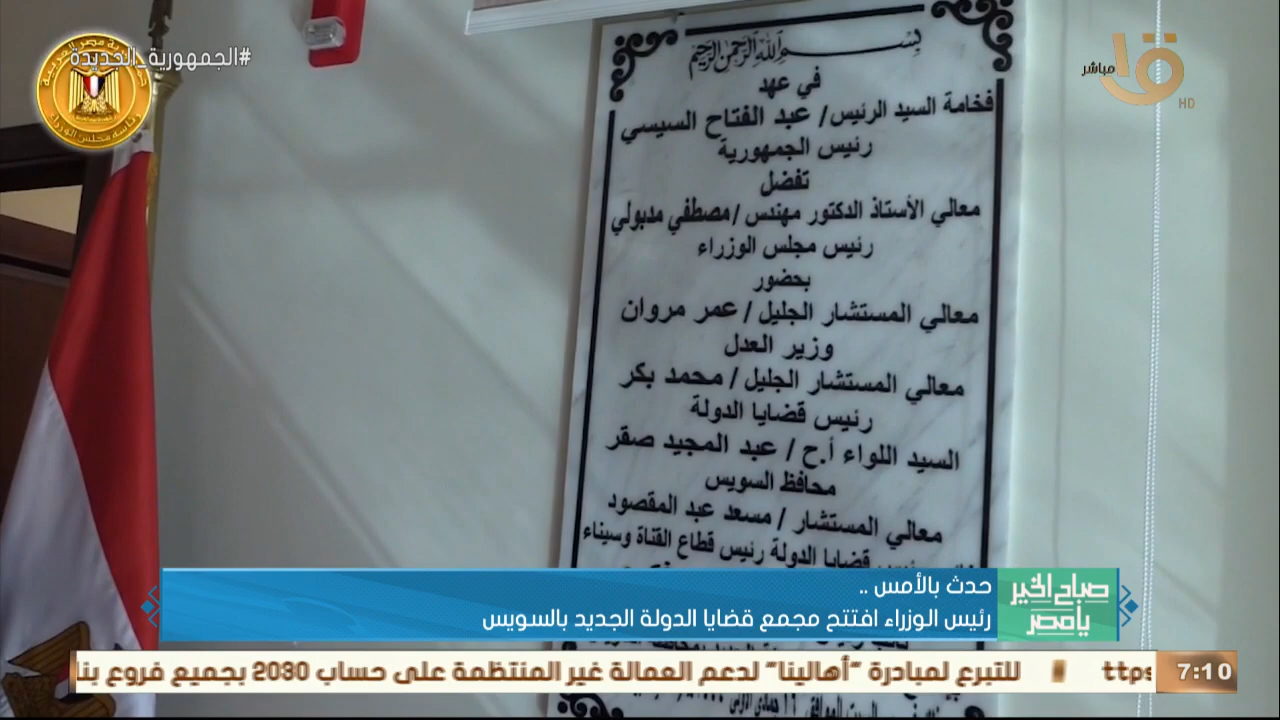 #الجمهورية_الجديدة
مباشر
HD
بسم الله الرحمن الرحيم
في عهد
فخامة السيد الرئيس/ عبد الفتاح السيسي
رئيس الجمهورية
تفضل
معالي الأستاذ الدكتور مهندس /مصطفي مدبولي
رئيس مجلس الوزراء
بحضور
معالي المستشار الجليل / عمر مروان
وزير العدل
معالي المستشار الجليل / محمد بكر
رئيس قضايا الدولة
السيد اللواء أ.ح / عبد المجيد صقر
محافظ السويس
معالي المستشار / مسعد عبد المقصود
قضايا الدولة رئيس قطاع القناة وسيناء
صباح الخير
يا مصر
حدث بالأمس ..
رئيس الوزراء افتتح مجمع قضايا الدولة الجديد بالسويس
للتبرع لمبادرة "أهالينا" لدعم العمالة غير المنتظمة على حساب 2030 بجميع فروع بنا
7:10